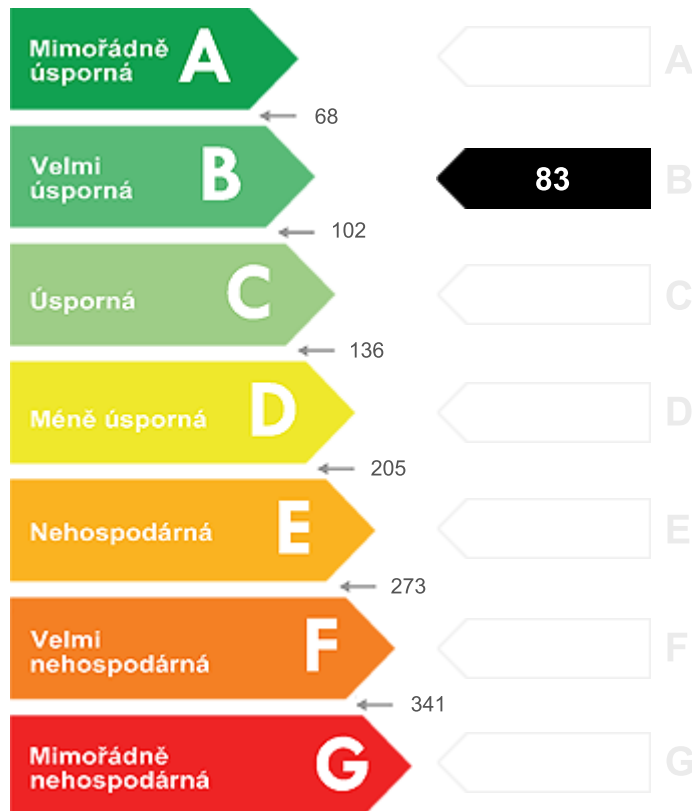 Mimořádně
úsporná
A
A
68
Velmi
úsporná
B
83
B
102
Úsporná
C
C
136
Méně úsporná
D
D
205
Nehospodárná
E
E
273
Velmi
nehospodárná
F
F
341
Mimořádně
nehospodárná
G
G